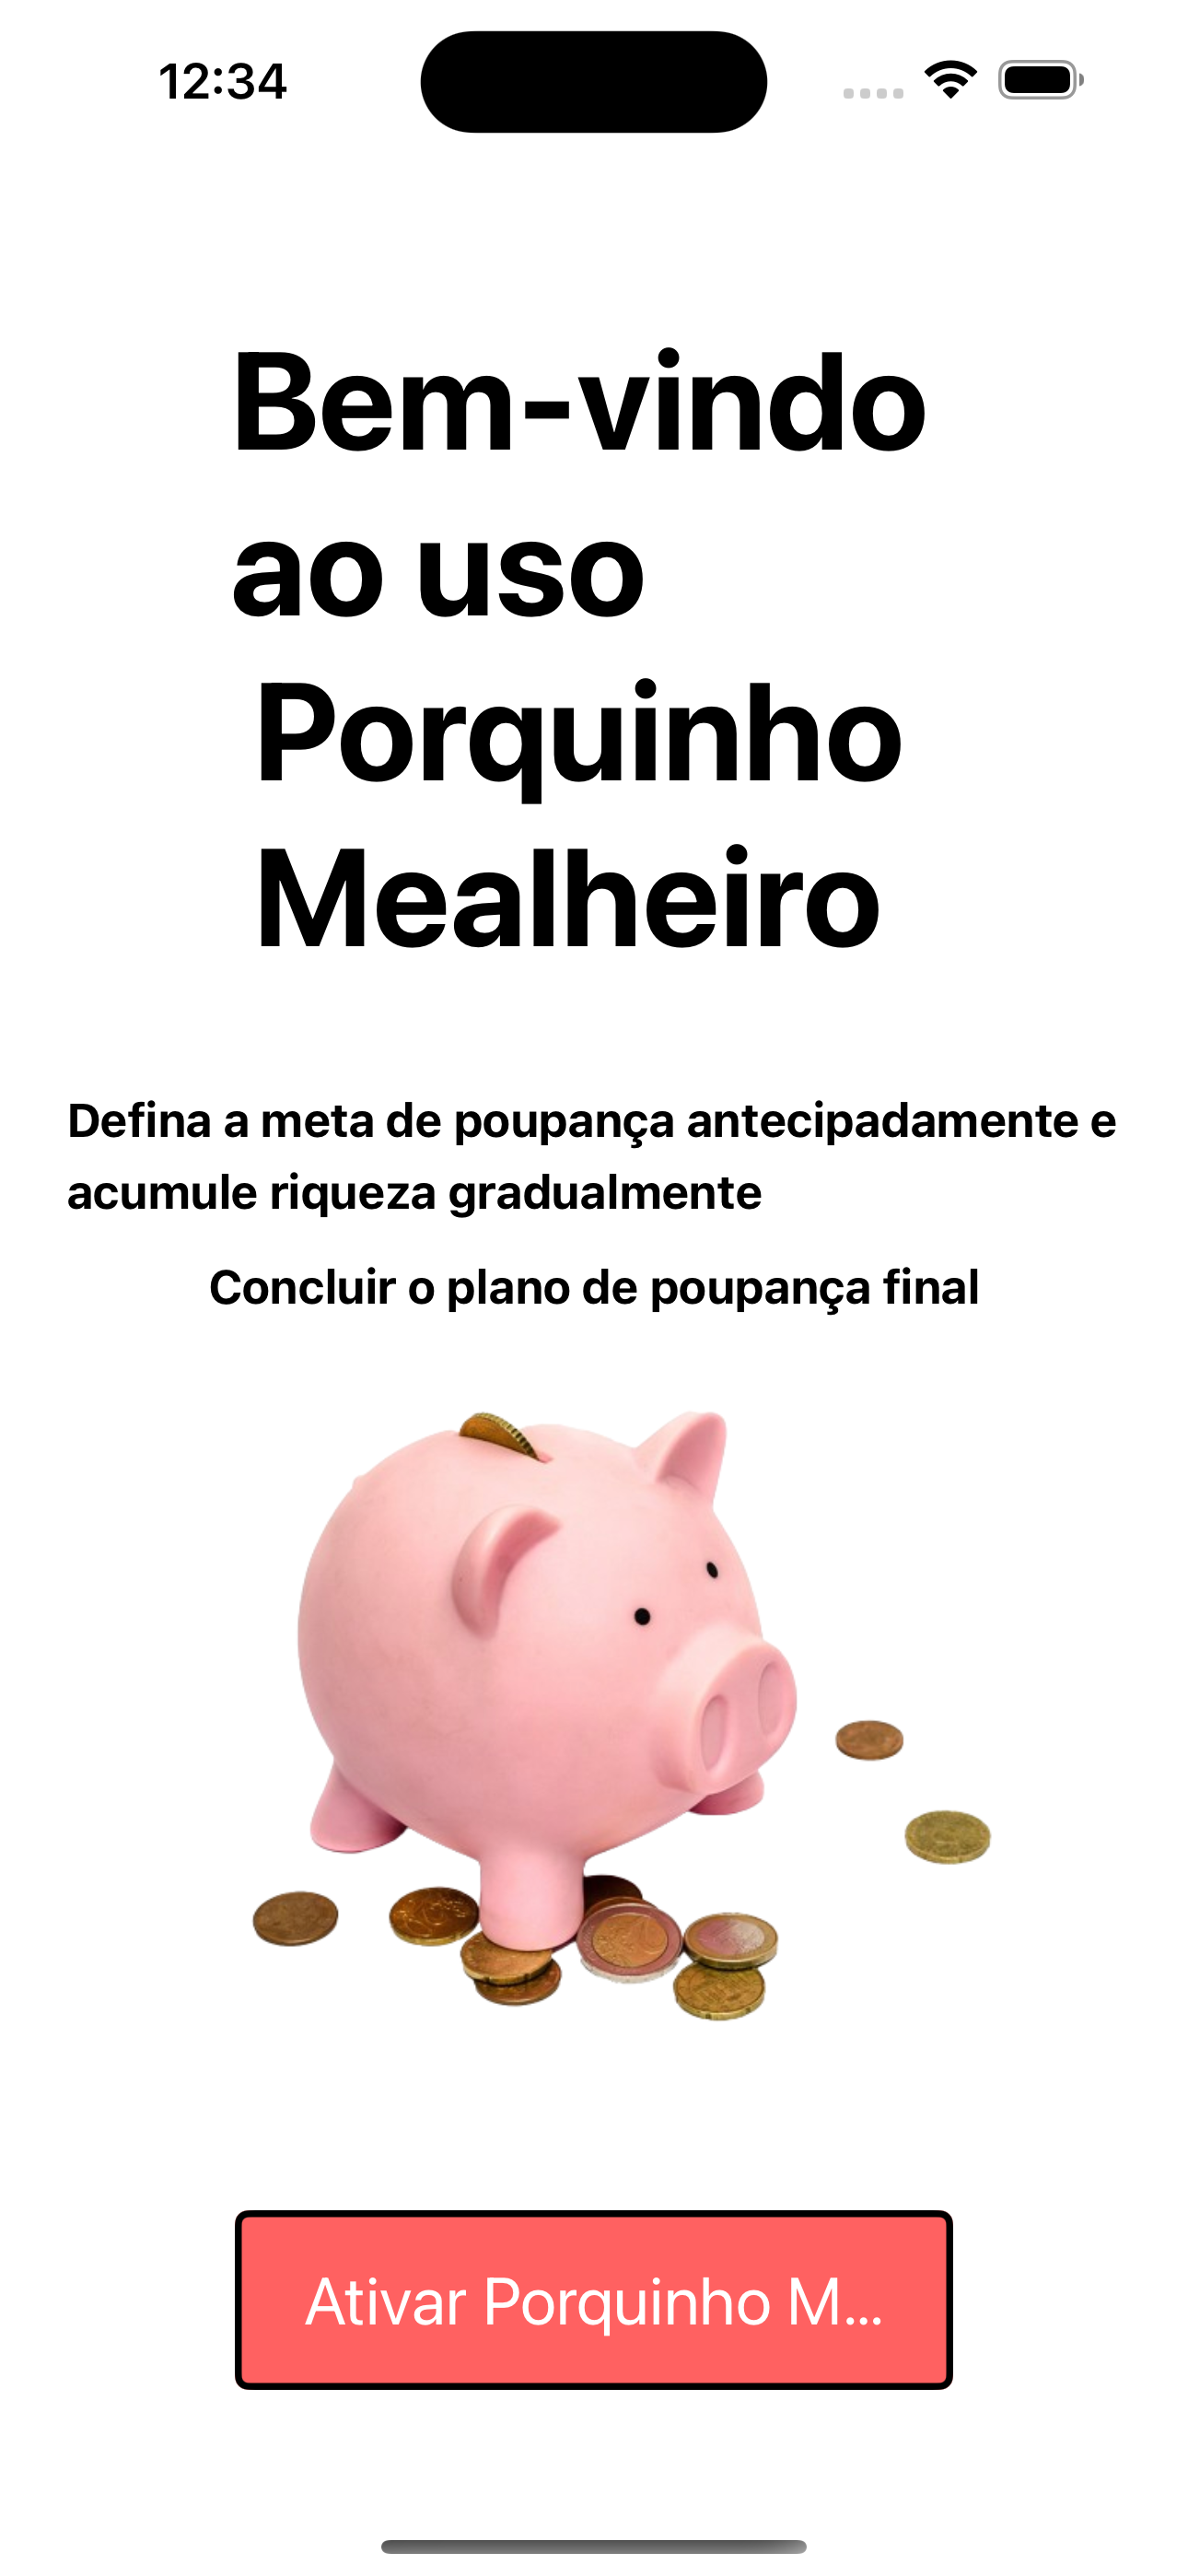 12:34
Bem-vindo
ao uso
Porquinho
Mealheiro
Defina a meta de poupança antecipadamente e
acumule riqueza gradualmente
Concluir o plano de poupança final
Ativar Porquinho M...